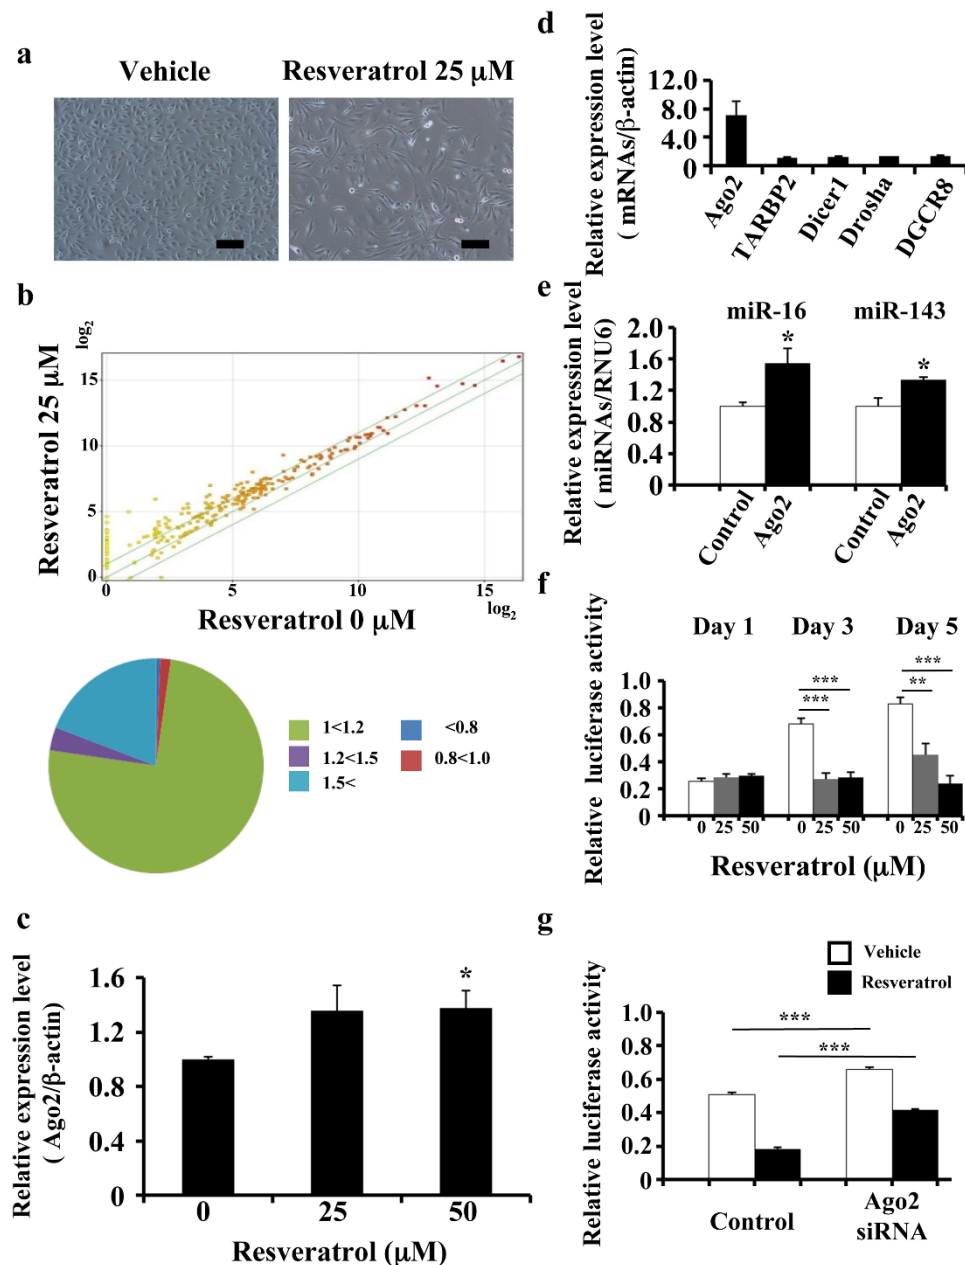 a
Vehicle
Resveratrol 25 μM
b
log2
Resveratrol 25 μM
15
10
5
0
0
5
10
15
log2
Resveratrol 0 μM
1<1.2
<0.8
1.2<1.5
0.8<1.0
1.5<
c
Relative expression level
( Ago2/β-actin)
1.6
1.2
0.8
0.4
0
*
0
25
50
Resveratrol (μM)
d
Relative expression level
( mRNAs/β-actin)
12.0
8.0
4.0
0
Ago2
TARBP2
Dicer1
Drosha
DGCR8
e
Relative expression level
( miRNAs/RNU6)
miR-16
miR-143
2.0
1.6
1.2
0.8
0.4
0
*
*
Control
Ago2
Control
Ago2
f
Relative luciferase activity
Day 1
Day 3
Day 5
1.0
0.8
0.6
0.4
0.2
0
***
***
***
**
0 25 50
0 25 50
0 25 50
Resveratrol (μM)
g
Vehicle
Resveratrol
Relative luciferase activity
1.0
0.8
0.6
0.4
0.2
0
***
***
Control
Ago2
siRNA